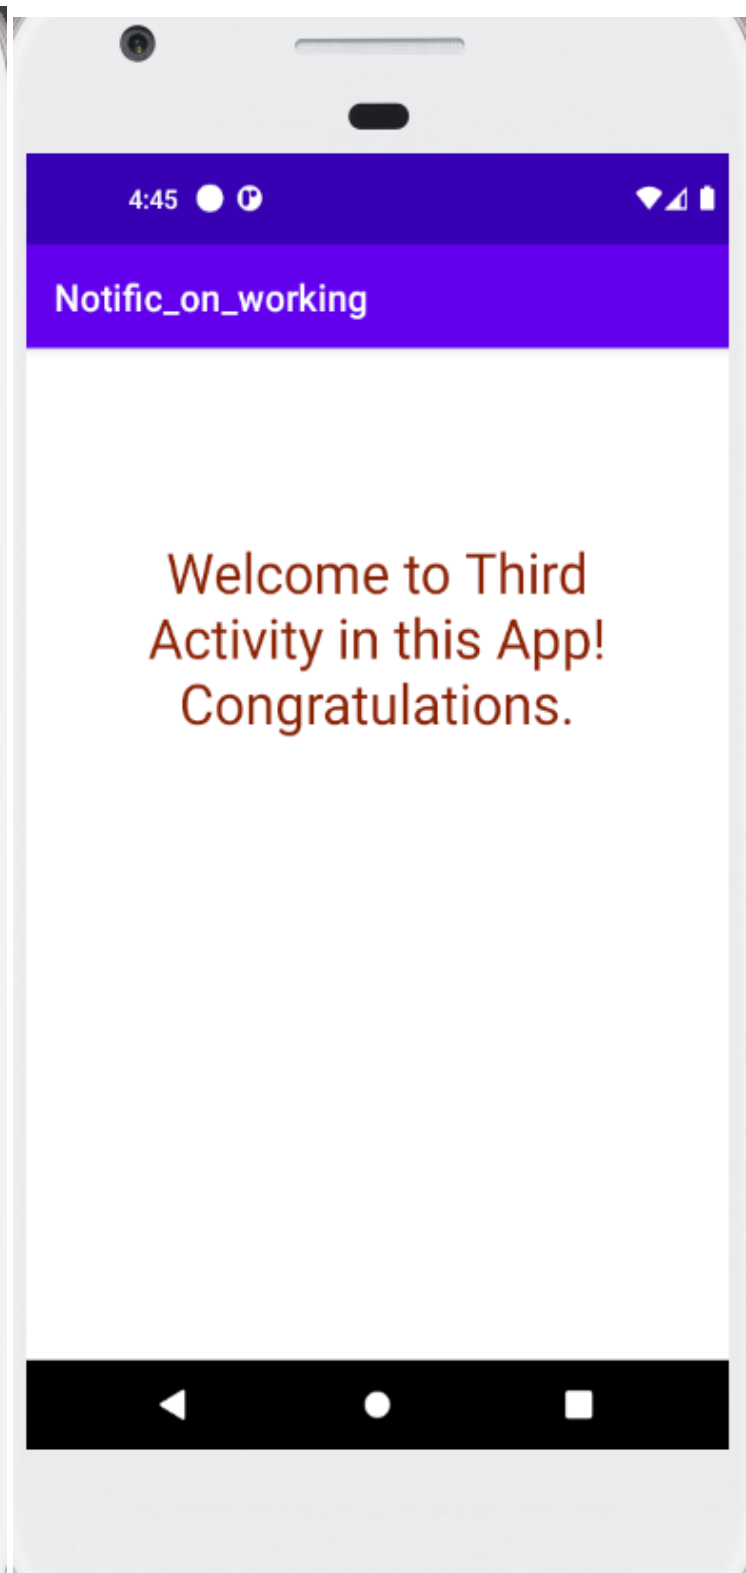 4:45
Notific_on_working
Welcome to Third
Activity in this App!
Congratulations.